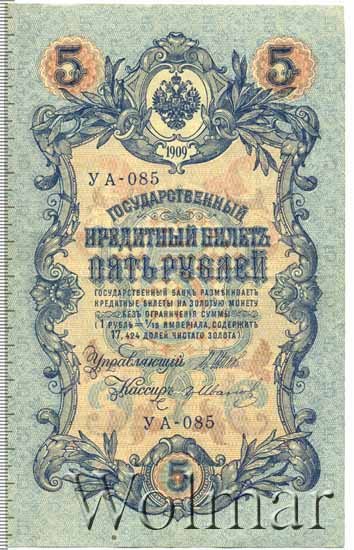 5 5
1909
УА-085
ГОСУДАРСТВЕННЫЙ
КРЕДИТНЫЙ БИЛЕТЪ
ПЯТЬ РУБЛЕЙ
ГОСУДАРСТВЕННЫЙ БАНКЪ РАЗМѢНИВАЕТЪ
КРЕДИТНЫЕ БИЛЕТЫ НА ЗОЛОТУЮ МОНЕТУ
БЕЗЪ ОГРАНИЧЕНІЯ СУММЫ
(1 РУБЛЬ = 1/15 ИМПЕРІАЛА, СОДЕРЖИТЪ
17,424 ДОЛЕЙ ЧИСТАГО ЗОЛОТА).
Управляющій
Кассиръ
УА-085
5
Wolmar